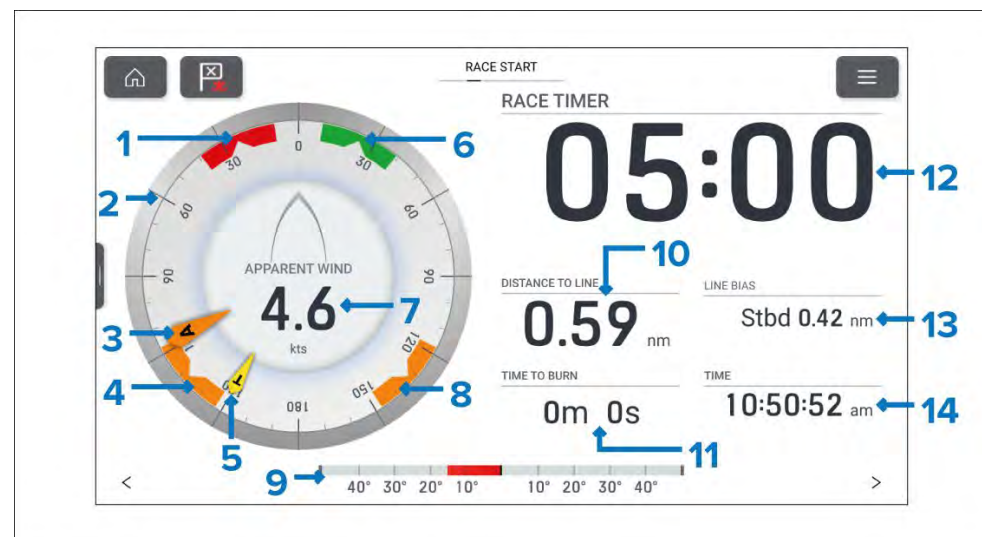 RACE START
RACE TIMER
05:00
12
1
6
2
0
30
30
60
60
90
90
APPARENT WIND
4.6
kts
7
3
A
4
T
5
120
150
180
8
10
DISTANCE TO LINE
0.59 nm
LINE BIAS
Stbd 0.42 nm
13
TIME TO BURN
0m 0s
11
TIME
10:50:52 am
14
9
40° 30° 20° 10° 10° 20° 30° 40°
< >